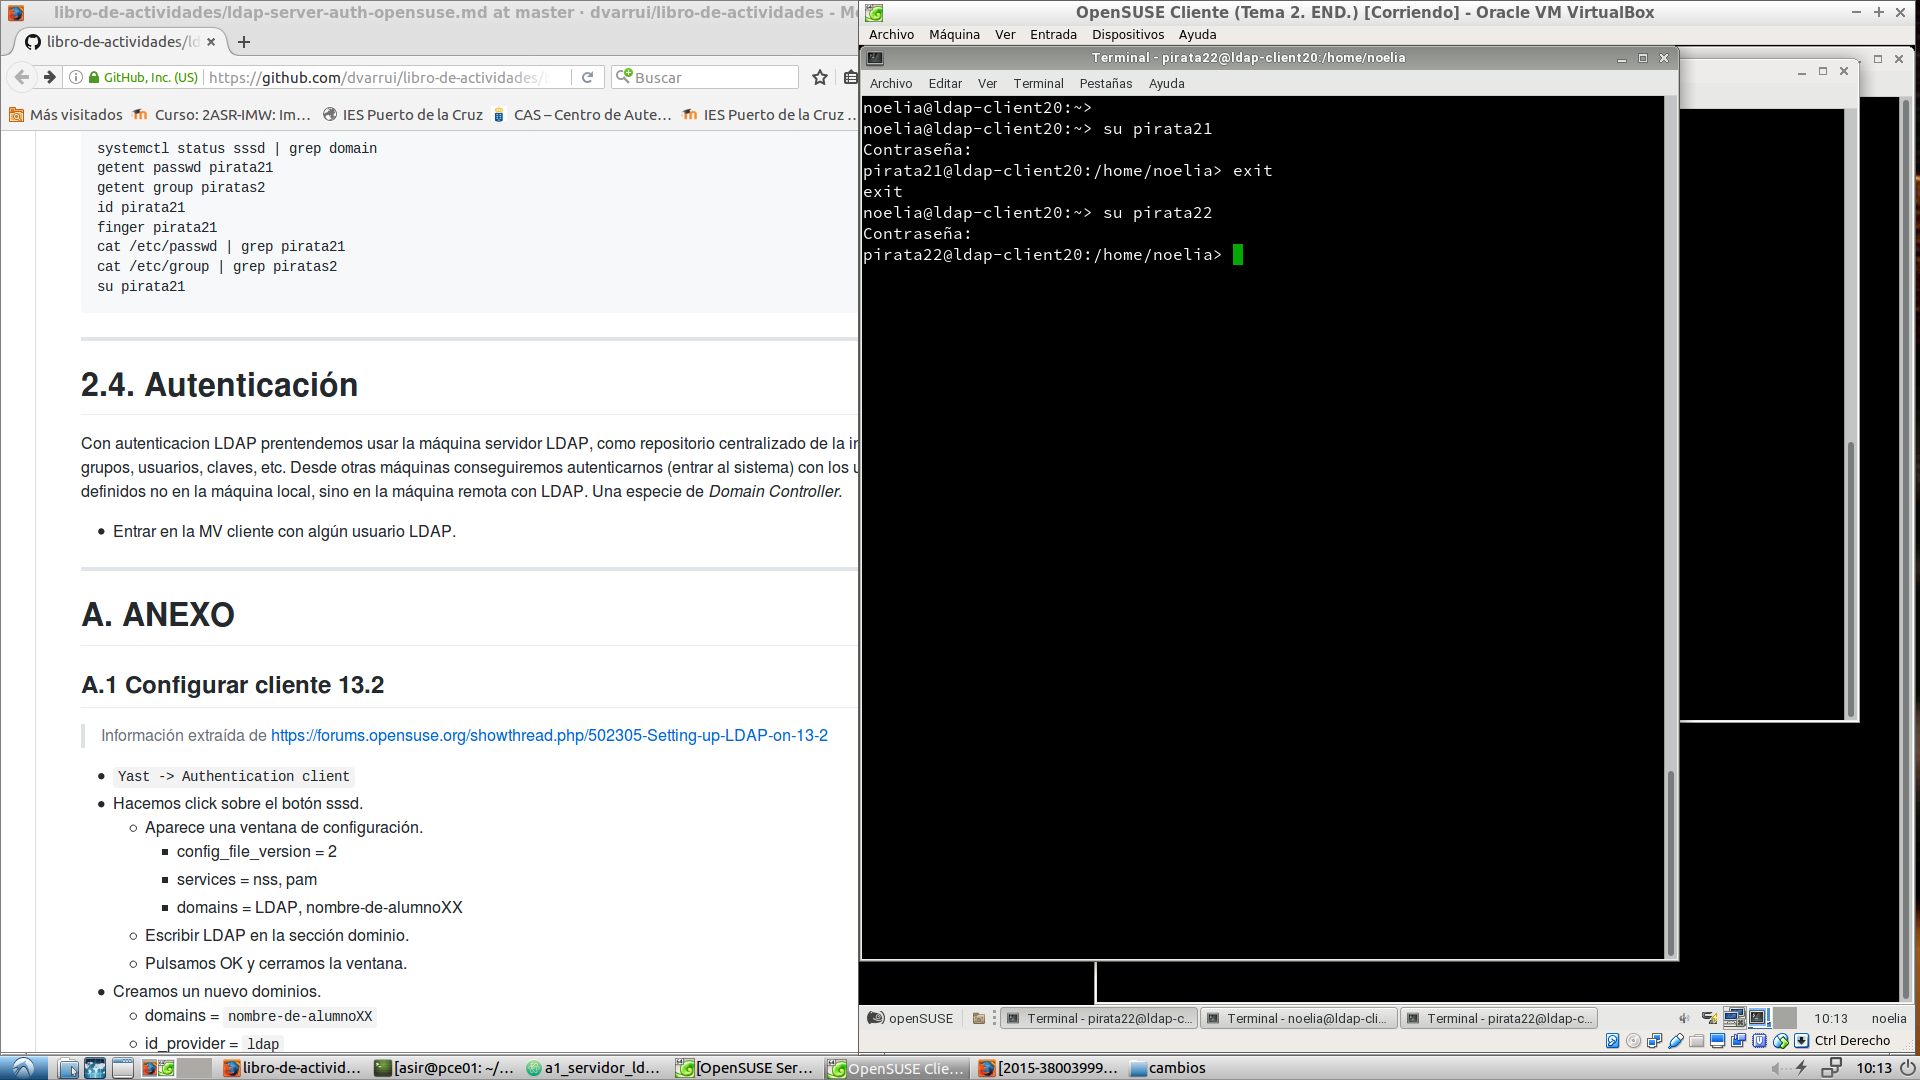 libro-de-actividades/ldap-server-auth-opensuse.md at master · dvarrui/libro-de-actividades - M
libro-de-actividades/ld
GitHub, Inc. (US)
https://github.com/dvarrui/libro-de-actividades/
Buscar
Más visitados
Curso: 2ASR-IMW: Im...
IES Puerto de la Cruz
CAS – Centro de Aute...
IES Puerto de la Cruz ...
systemctl status sssd | grep domain
getent passwd pirata21
getent group piratas2
id pirata21
finger pirata21
cat /etc/passwd | grep pirata21
cat /etc/group | grep piratas2
su pirata21
2.4. Autenticación
Con autenticacion LDAP prentendemos usar la máquina servidor LDAP, como repositorio centralizado de la in
grupos, usuarios, claves, etc. Desde otras máquinas conseguiremos autenticarnos (entrar al sistema) con los u
definidos no en la máquina local, sino en la máquina remota con LDAP. Una especie de Domain Controller.
• Entrar en la MV cliente con algún usuario LDAP.
A. ANEXO
A.1 Configurar cliente 13.2
Información extraída de https://forums.opensuse.org/showthread.php/502305-Setting-up-LDAP-on-13-2
• Yast -> Authentication client
• Hacemos click sobre el botón sssd.
○ Aparece una ventana de configuración.
▪ config_file_version = 2
▪ services = nss, pam
▪ domains = LDAP, nombre-de-alumnoXX
○ Escribir LDAP en la sección dominio.
○ Pulsamos OK y cerramos la ventana.
• Creamos un nuevo dominios.
○ domains = nombre-de-alumnoXX
○ id_provider = ldap
OpenSUSE Cliente (Tema 2. END.) [Corriendo] - Oracle VM VirtualBox
Archivo Máquina Ver Entrada Dispositivos Ayuda
Terminal - pirata22@ldap-client20:/home/noelia
Archivo Editar Ver Terminal Pestañas Ayuda
noelia@ldap-client20:~>
noelia@ldap-client20:~> su pirata21
Contraseña:
pirata21@ldap-client20:/home/noelia> exit
exit
noelia@ldap-client20:~> su pirata22
Contraseña:
pirata22@ldap-client20:/home/noelia>
openSUSE
Terminal - pirata22@ldap-c...
Terminal - noelia@ldap-cli...
Terminal - pirata22@ldap-c...
10:13
noelia
Ctrl Derecho
libro-de-activid...
[asir@pce01: ~/...
a1_servidor_ld...
[OpenSUSE Ser...
OpenSUSE Clie...
[2015-38003999...
cambios
10:13